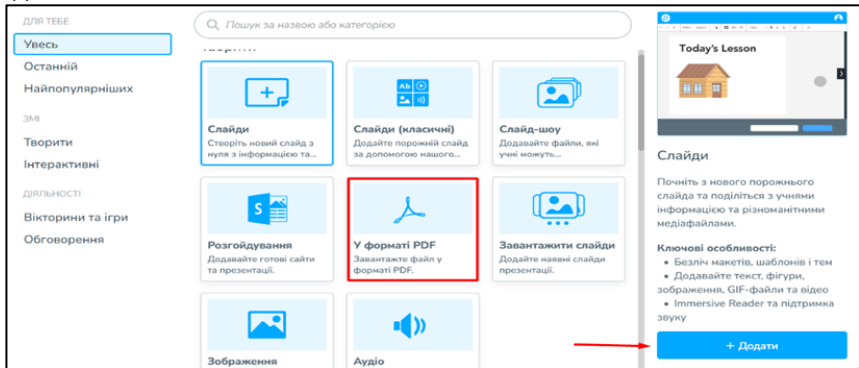 ДЛЯ ТЕБЕ
Увесь
Останній
Найпопулярніших
ЗМІ
Творити
Інтерактивні
ДІЯЛЬНОСТІ
Вікторини та ігри
Обговорення
Пошук за назвою або категорією
Слайди
Створіть новий слайд з
нуля з інформацією та...
Слайди (класичні)
Додайте порожній слайд
за допомогою нашого...
Слайд-шоу
Додавайте файли, які
учні можуть...
Розгойдування
Додавайте готові сайти
та презентації.
У форматі PDF
Завантажте файл у
форматі PDF.
Завантажити слайди
Додайте наявні слайди
презентації.
Зображення
Аудіо
Today's Lesson
Слайди
Почніть з нового порожнього
слайда та поділіться з учнями
інформацією та різноманітними
медіафайлами.
Ключові особливості:
• Безліч макетів, шаблонів і тем
• Додавайте текст, фігури,
зображення, GIF-файли та відео
• Immersive Reader та підтримка
звуку
+ Додати